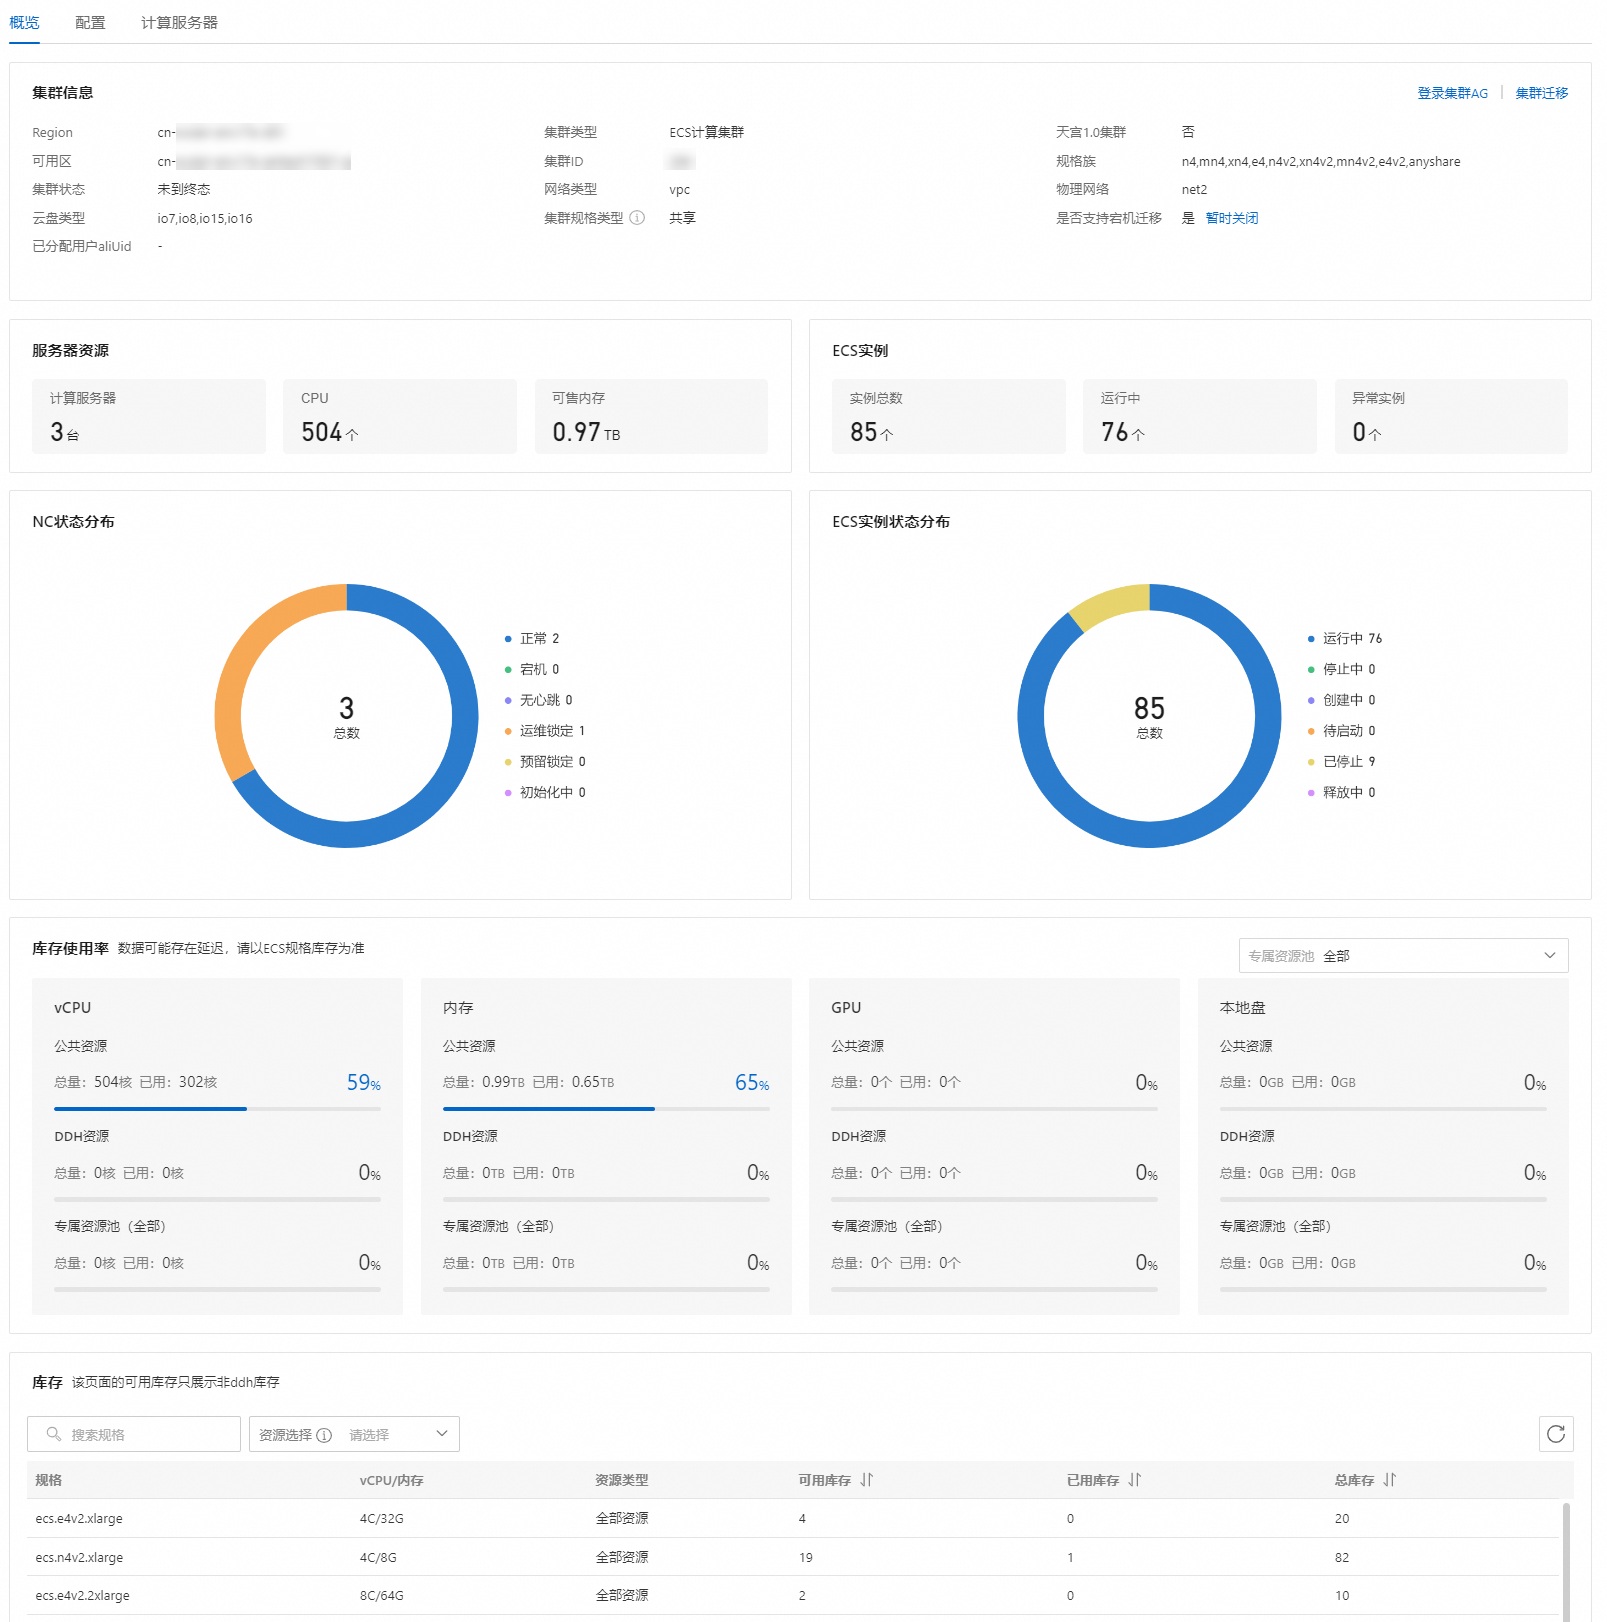 概览 配置 计算服务器
集群信息 登录集群AG 集群迁移
Region cn- 集群类型 ECS计算集群 天宫1.0集群 否
可用区 cn- 集群ID 规格族 n4,mn4,xn4,e4,n4v2,xn4v2,mn4v2,e4v2,anyshare
集群状态 未到终态 网络类型 vpc 物理网络 net2
云盘类型 io7,io8,io15,io16 集群规格类型 共享 是否支持宕机迁移 是 暂时关闭
已分配用户aliUid -
服务器资源
计算服务器 CPU 可售内存
3台 504个 0.97TB
ECS实例
实例总数 运行中 异常实例
85个 76个 0个
NC状态分布
3
总数
正常 2
宕机 0
无心跳 0
运维锁定 1
预留锁定 0
初始化中 0
ECS实例状态分布
85
总数
运行中 76
停止中 0
创建中 0
待启动 0
已停止 9
释放中 0
库存使用率 数据可能存在延迟，请以ECS规格库存为准 专属资源池 全部
vCPU
公共资源
总量：504核 已用：302核 59%
DDH资源
总量：0核 已用：0核 0%
专属资源池（全部）
总量：0核 已用：0核 0%
内存
公共资源
总量：0.99TB 已用：0.65TB 65%
DDH资源
总量：0TB 已用：0TB 0%
专属资源池（全部）
总量：0TB 已用：0TB 0%
GPU
公共资源
总量：0个 已用：0个 0%
DDH资源
总量：0个 已用：0个 0%
专属资源池（全部）
总量：0个 已用：0个 0%
本地盘
公共资源
总量：0GB 已用：0GB 0%
DDH资源
总量：0GB 已用：0GB 0%
专属资源池（全部）
总量：0GB 已用：0GB 0%
库存 该页面的可用库存只展示非ddh库存
搜索规格 资源选择 请选择
规格 vCPU/内存 资源类型 可用库存 已用库存 总库存
ecs.e4v2.xlarge 4C/32G 全部资源 4 0 20
ecs.n4v2.xlarge 4C/8G 全部资源 19 1 82
ecs.e4v2.2xlarge 8C/64G 全部资源 2 0 10